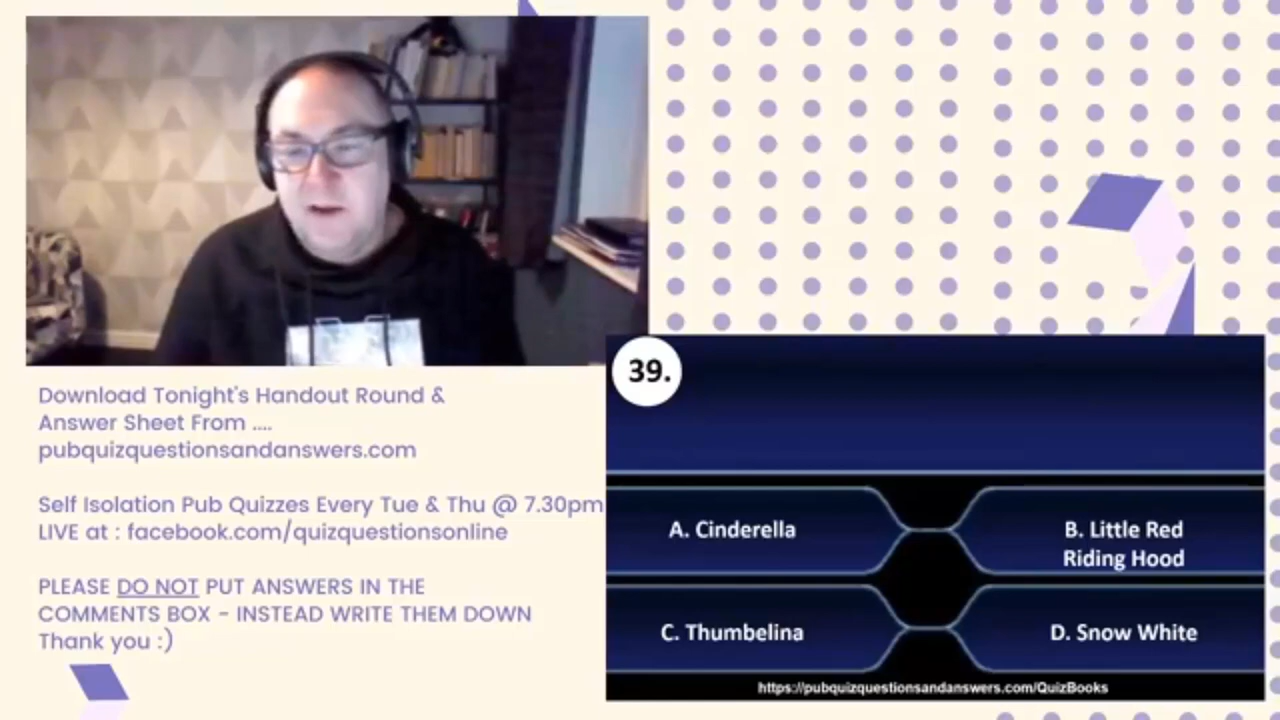 Download Tonight's Handout Round &
Answer Sheet From ....
pubquizquestionsandanswers.com
Self Isolation Pub Quizzes Every Tue & Thu @ 7.30pm
LIVE at : facebook.com/quizquestionsonline
PLEASE DO NOT PUT ANSWERS IN THE
COMMENTS BOX - INSTEAD WRITE THEM DOWN
Thank you :)
39.
A. Cinderella
B. Little Red
Riding Hood
C. Thumbelina
D. Snow White
https://pubquizquestionsandanswers.com/QuizBooks